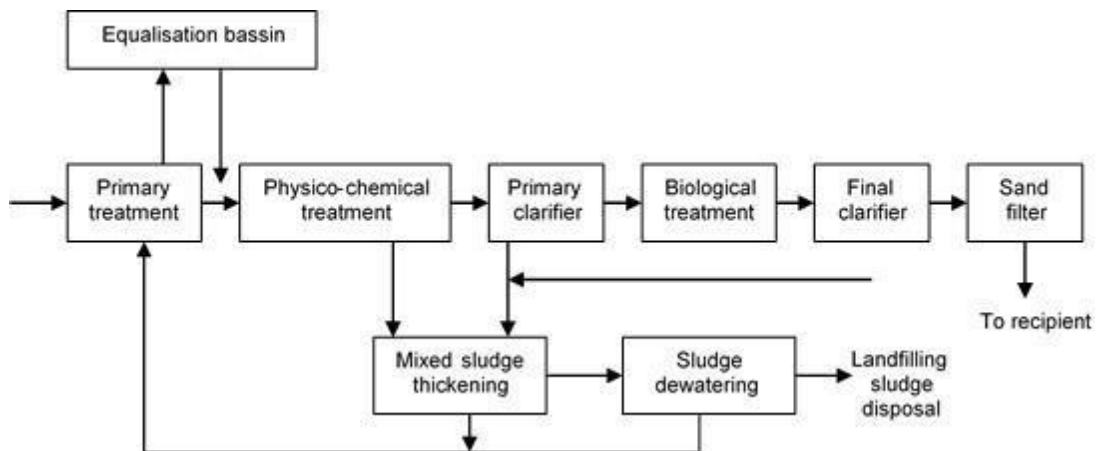 Equalisation bassin
Primary
treatment
Physico-chemical
treatment
Primary
clarifier
Biological
treatment
Final
clarifier
Sand
filter
To recipient
Mixed sludge
thickening
Sludge
dewatering
Landfilling
sludge
disposal